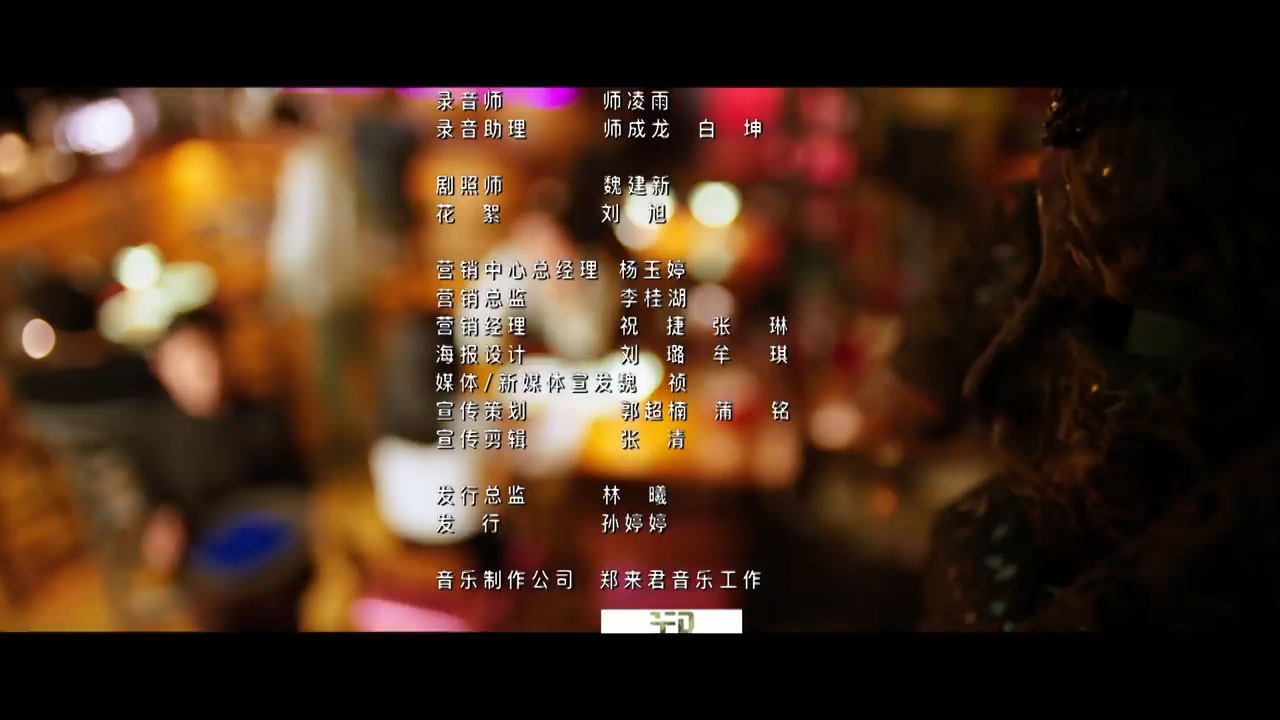 录音师 师凌雨
录音助理 师成龙 白 坤
剧照师 魏建新
花 絮 刘 旭
营销中心总经理 杨玉婷
营销总监 李桂湖
营销经理 祝 捷 张 琳
海报设计 刘 璐 牟 琪
媒体/新媒体宣发魏 祯
宣传策划 郭超楠 蒲 铭
宣传剪辑 张 清
发行总监 林 曦
发 行 孙婷婷
音乐制作公司 郑来君音乐工作